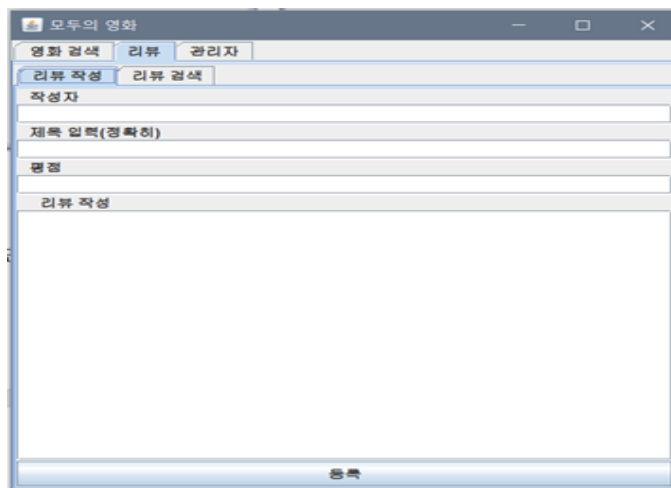 모두의 영화
영화 검색 리뷰 관리자
리뷰 작성 리뷰 검색
작성자
제목 입력(정확히)
평점
리뷰 작성
등록